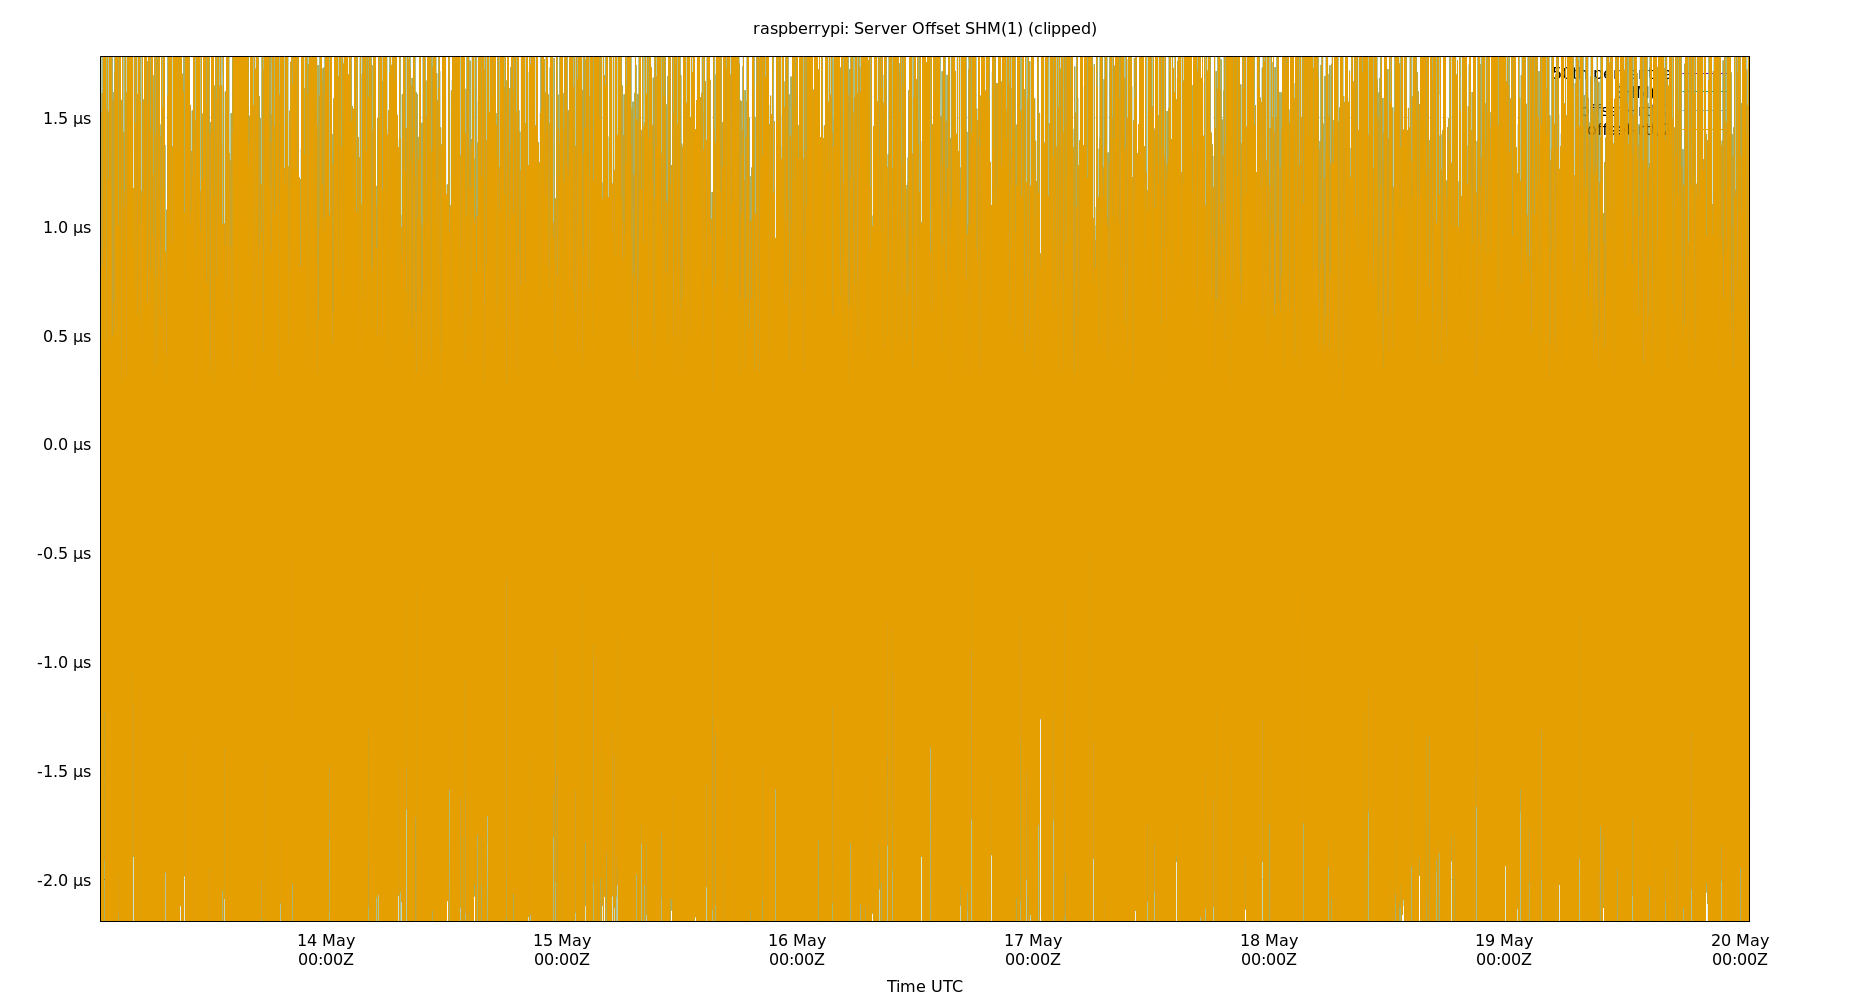 raspberrypi: Server Offset SHM(1) (clipped)
1.5 µs
1.0 µs
0.5 µs
0.0 µs
-0.5 µs
-1.0 µs
-1.5 µs
-2.0 µs
14 May
00:00Z
15 May
00:00Z
16 May
00:00Z
17 May
00:00Z
18 May
00:00Z
19 May
00:00Z
20 May
00:00Z
Time UTC